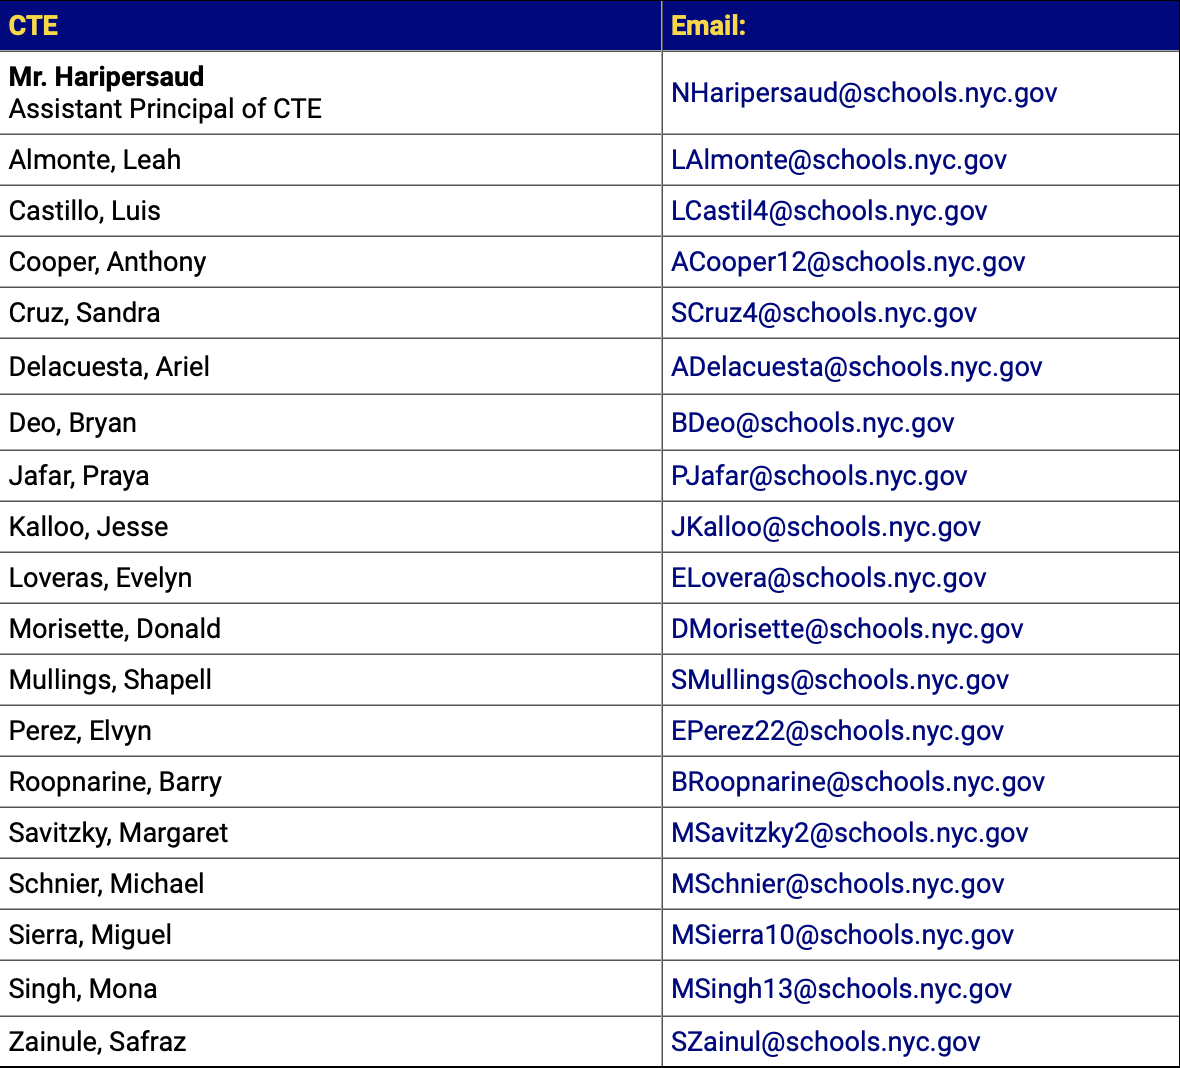 CTE Email:
Mr. Haripersaud
Assistant Principal of CTE
NHaripersaud@schools.nyc.gov
Almonte, Leah LAlmonte@schools.nyc.gov
Castillo, Luis LCastil4@schools.nyc.gov
Cooper, Anthony ACooper12@schools.nyc.gov
Cruz, Sandra SCruz4@schools.nyc.gov
Delacuesta, Ariel ADelacuesta@schools.nyc.gov
Deo, Bryan BDeo@schools.nyc.gov
Jafar, Praya PJafar@schools.nyc.gov
Kalloo, Jesse JKalloo@schools.nyc.gov
Loveras, Evelyn ELovera@schools.nyc.gov
Morisette, Donald DMorisette@schools.nyc.gov
Mullings, Shapell SMullings@schools.nyc.gov
Perez, Elvyn EPerez22@schools.nyc.gov
Roopnarine, Barry BRoopnarine@schools.nyc.gov
Savitzky, Margaret MSavitzky2@schools.nyc.gov
Schnier, Michael MSchnier@schools.nyc.gov
Sierra, Miguel MSierra10@schools.nyc.gov
Singh, Mona MSingh13@schools.nyc.gov
Zainule, Safraz SZainul@schools.nyc.gov